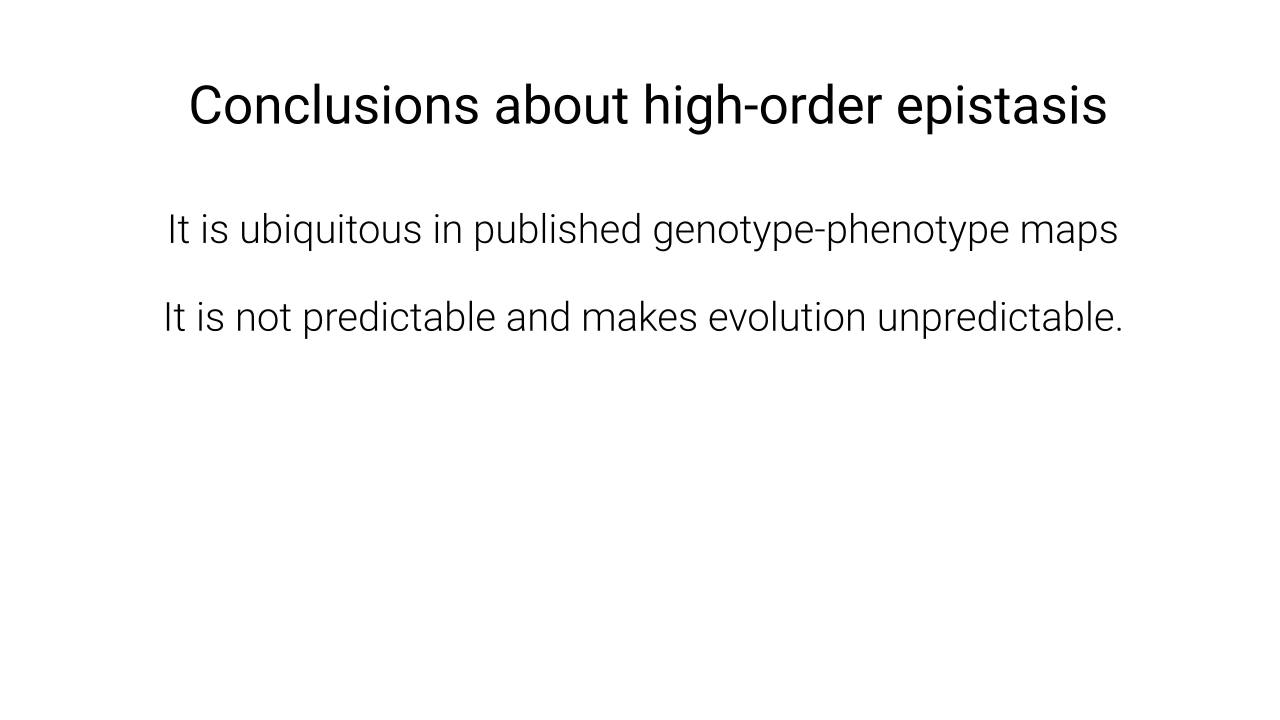 Conclusions about high-order epistasis
It is ubiquitous in published genotype-phenotype maps
It is not predictable and makes evolution unpredictable.